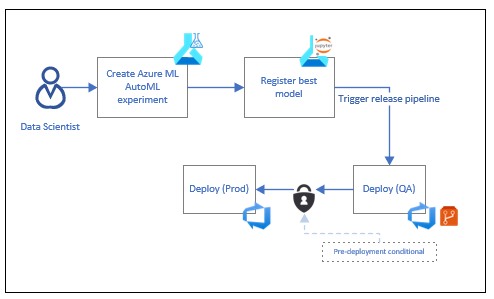 Create Azure ML
AutoML
experiment
Register best
model
jupyter
Data Scientist
Trigger release pipeline
Deploy (Prod)
Deploy (QA)
Pre-deployment conditional